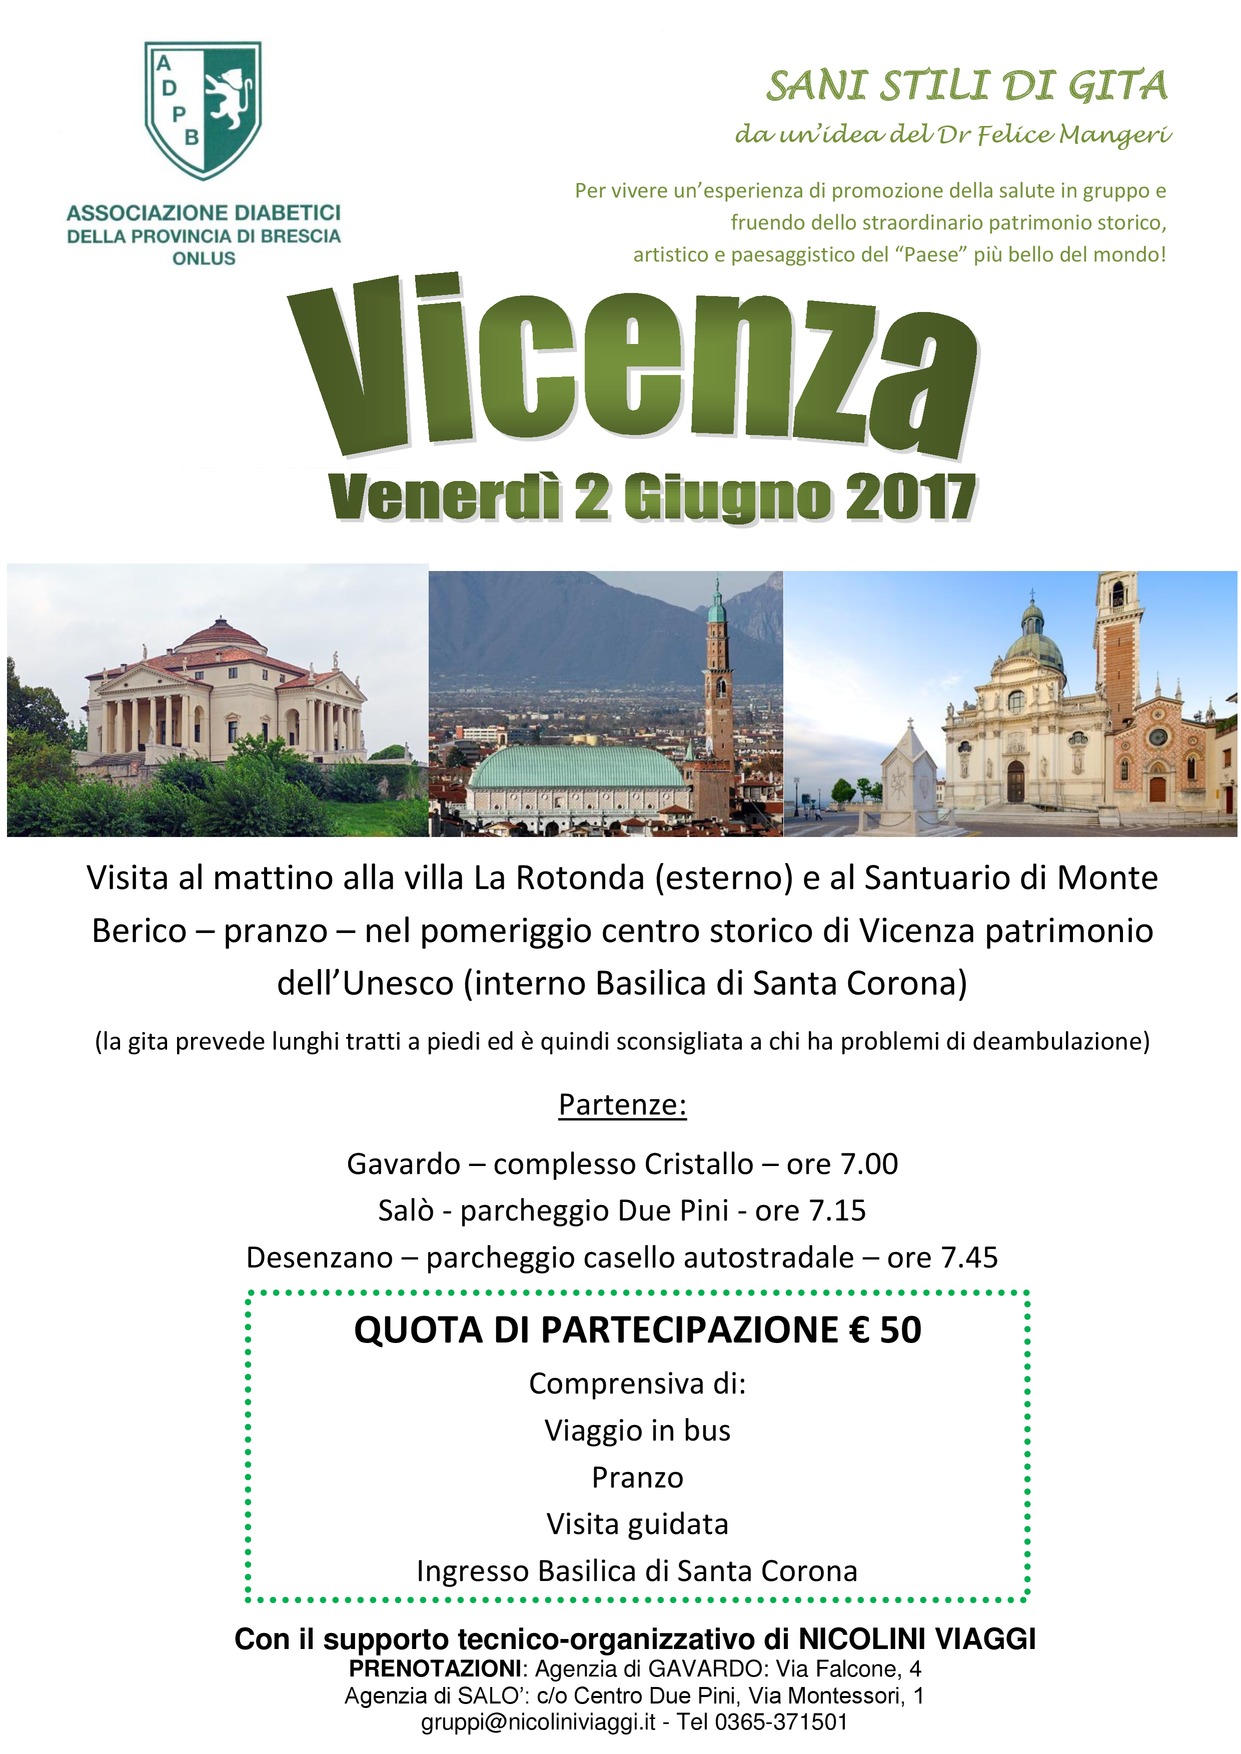 A
D
P
B
ASSOCIAZIONE DIABETICI
DELLA PROVINCIA DI BRESCIA
ONLUS
SANI STILI DI GITA
da un'idea del Dr Felice Mangeri
Per vivere un'esperienza di promozione della salute in gruppo e
fruendo dello straordinario patrimonio storico,
artistico e paesaggistico del “Paese” più bello del mondo!
Vicenza
Venerdì 2 Giugno 2017
Visita al mattino alla villa La Rotonda (esterno) e al Santuario di Monte
Berico – pranzo – nel pomeriggio centro storico di Vicenza patrimonio
dell'Unesco (interno Basilica di Santa Corona)
(la gita prevede lunghi tratti a piedi ed è quindi sconsigliata a chi ha problemi di deambulazione)
Partenze:
Gavardo – complesso Cristallo – ore 7.00
Salò - parcheggio Due Pini - ore 7.15
Desenzano – parcheggio casello autostradale – ore 7.45
QUOTA DI PARTECIPAZIONE € 50
Comprensiva di:
Viaggio in bus
Pranzo
Visita guidata
Ingresso Basilica di Santa Corona
Con il supporto tecnico-organizzativo di NICOLINI VIAGGI
PRENOTAZIONI: Agenzia di GAVARDO: Via Falcone, 4
Agenzia di SALO': c/o Centro Due Pini, Via Montessori, 1
gruppi@nicoliniviaggi.it - Tel 0365-371501